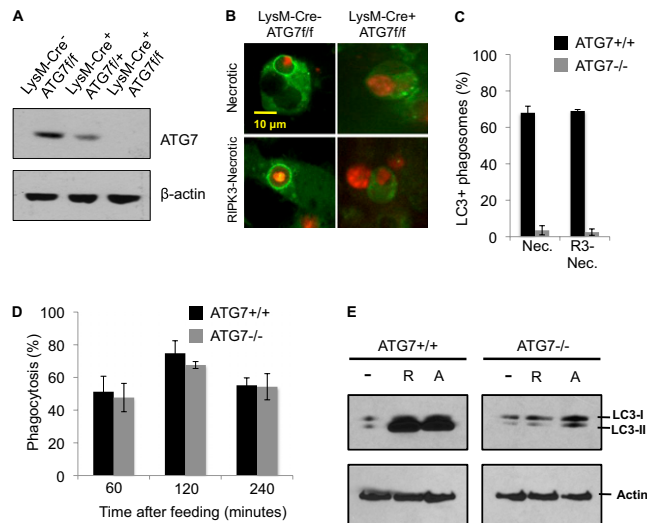 A
LysM-Cre-
ATG7f/f
LysM-Cre+
ATG7f/+
LysM-Cre+
ATG7f/f
ATG7
β-actin
B
LysM-Cre-
ATG7f/f
LysM-Cre+
ATG7f/f
Necrotic
10 μm
RIPK3-Necrotic
C
ATG7+/+
ATG7-/-
LC3+ phagosomes (%)
100
80
60
40
20
0
Nec.
R3-
Nec.
D
ATG7+/+
ATG7-/-
Phagocytosis (%)
100
80
60
40
20
0
60 120 240
Time after feeding (minutes)
E
ATG7+/+ ATG7-/-
- R A - R A
LC3-I
LC3-II
Actin